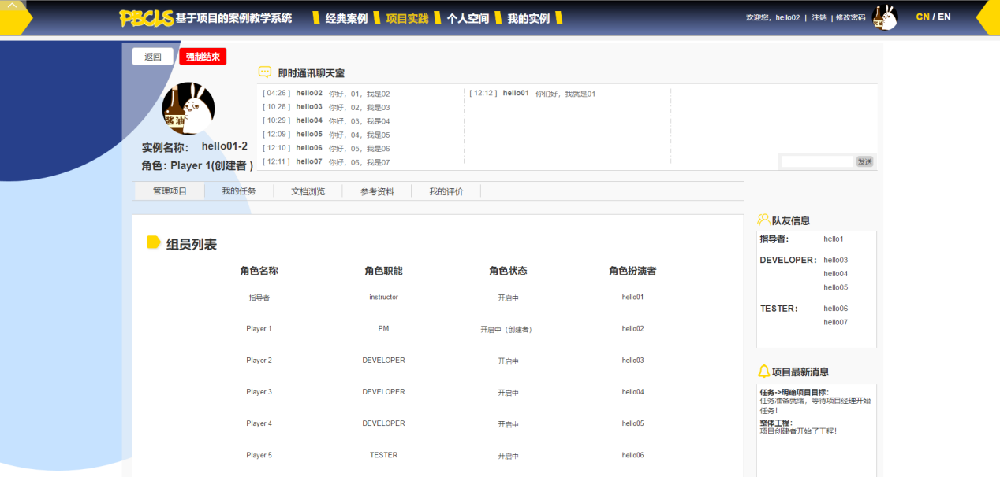 PBCLS 基于项目的案例教学系统 经典案例 项目实践 个人空间 我的实例 欢迎您，hello02 | 注销 | 修改密码 CN / EN
返回 强制结束
酱油
实例名称： hello01-2
角色：Player 1(创建者 )
即时通讯聊天室
[ 04:26 ] hello02 你好，01，我是02
[ 10:28 ] hello03 你好，02，我是03
[ 10:29 ] hello04 你好，03，我是04
[ 12:09 ] hello05 你好，04，我是05
[ 12:10 ] hello06 你好，05，我是06
[ 12:11 ] hello07 你好，06，我是07
[ 12:12 ] hello01 你们好，我就是01
发送
管理项目 我的任务 文档浏览 参考资料 我的评价
组员列表
角色名称 角色职能 角色状态 角色扮演者
指导者 instructor 开启中 hello01
Player 1 PM 开启中（创建者） hello02
Player 2 DEVELOPER 开启中 hello03
Player 3 DEVELOPER 开启中 hello04
Player 4 DEVELOPER 开启中 hello05
Player 5 TESTER 开启中 hello06
队友信息
指导者： hello1
DEVELOPER： hello03
hello04
hello05
TESTER： hello06
hello07
项目最新消息
任务->明确项目目标：
任务准备就绪，等待项目经理开始
任务！
整体工程：
项目创建者开始了工程！